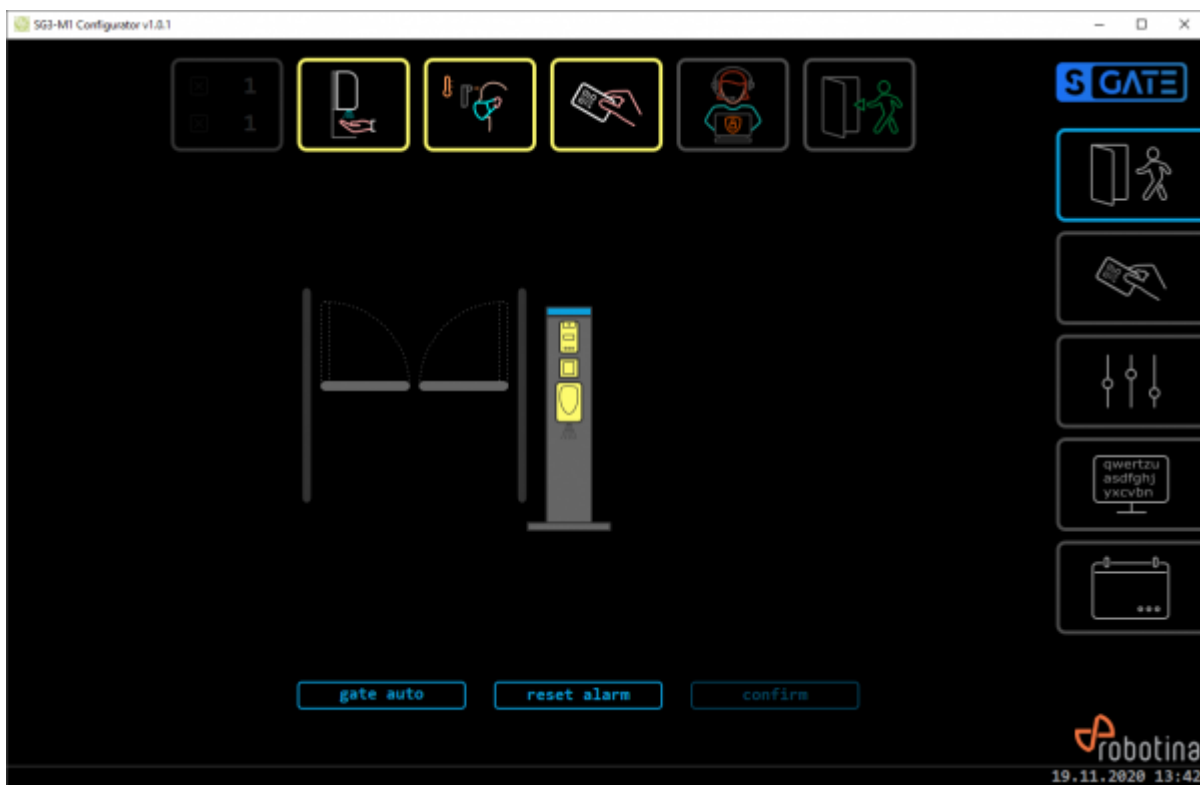 SG3-M1 Configurator v1.0.1
1
1
S GATE
qwertzu
asdfghj
yxcvbn
gate auto
reset alarm
confirm
robotina
19.11.2020 13:42